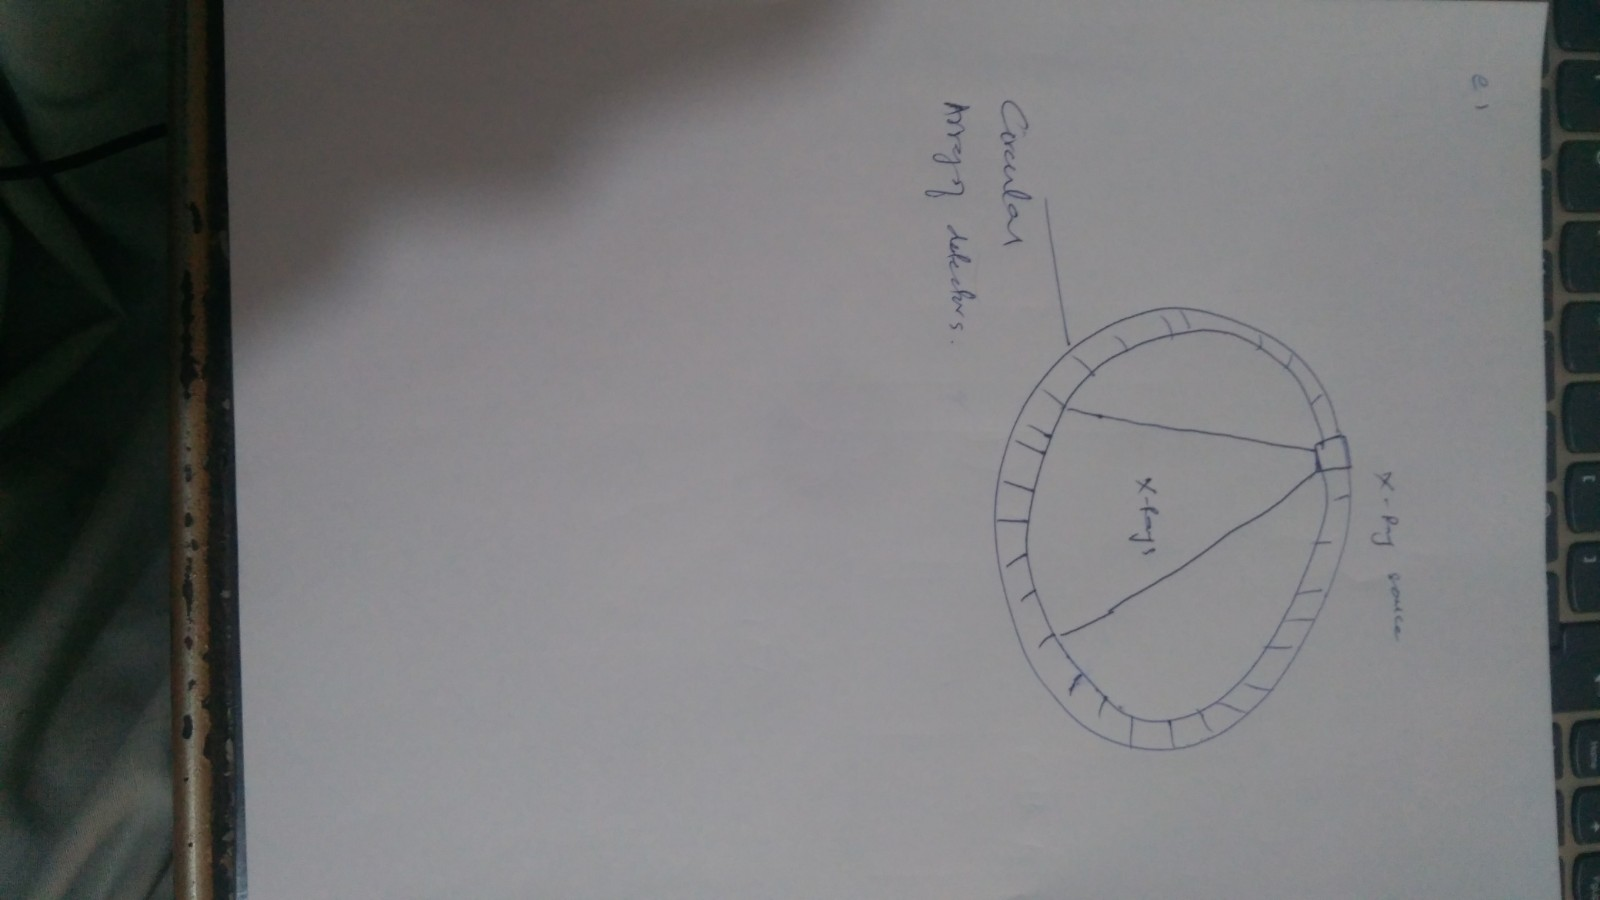 e)
X-Ray source
X-Rays
Circular
Array of detectors.